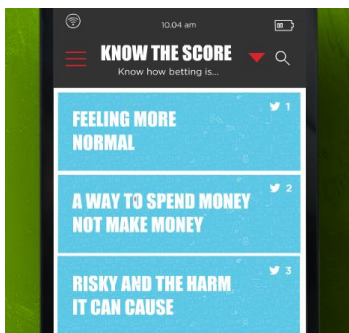 10.04 am
KNOW THE SCORE
Know how betting is...
1
FEELING MORE
NORMAL
2
A WAY TO SPEND MONEY
NOT MAKE MONEY
3
RISKY AND THE HARM
IT CAN CAUSE